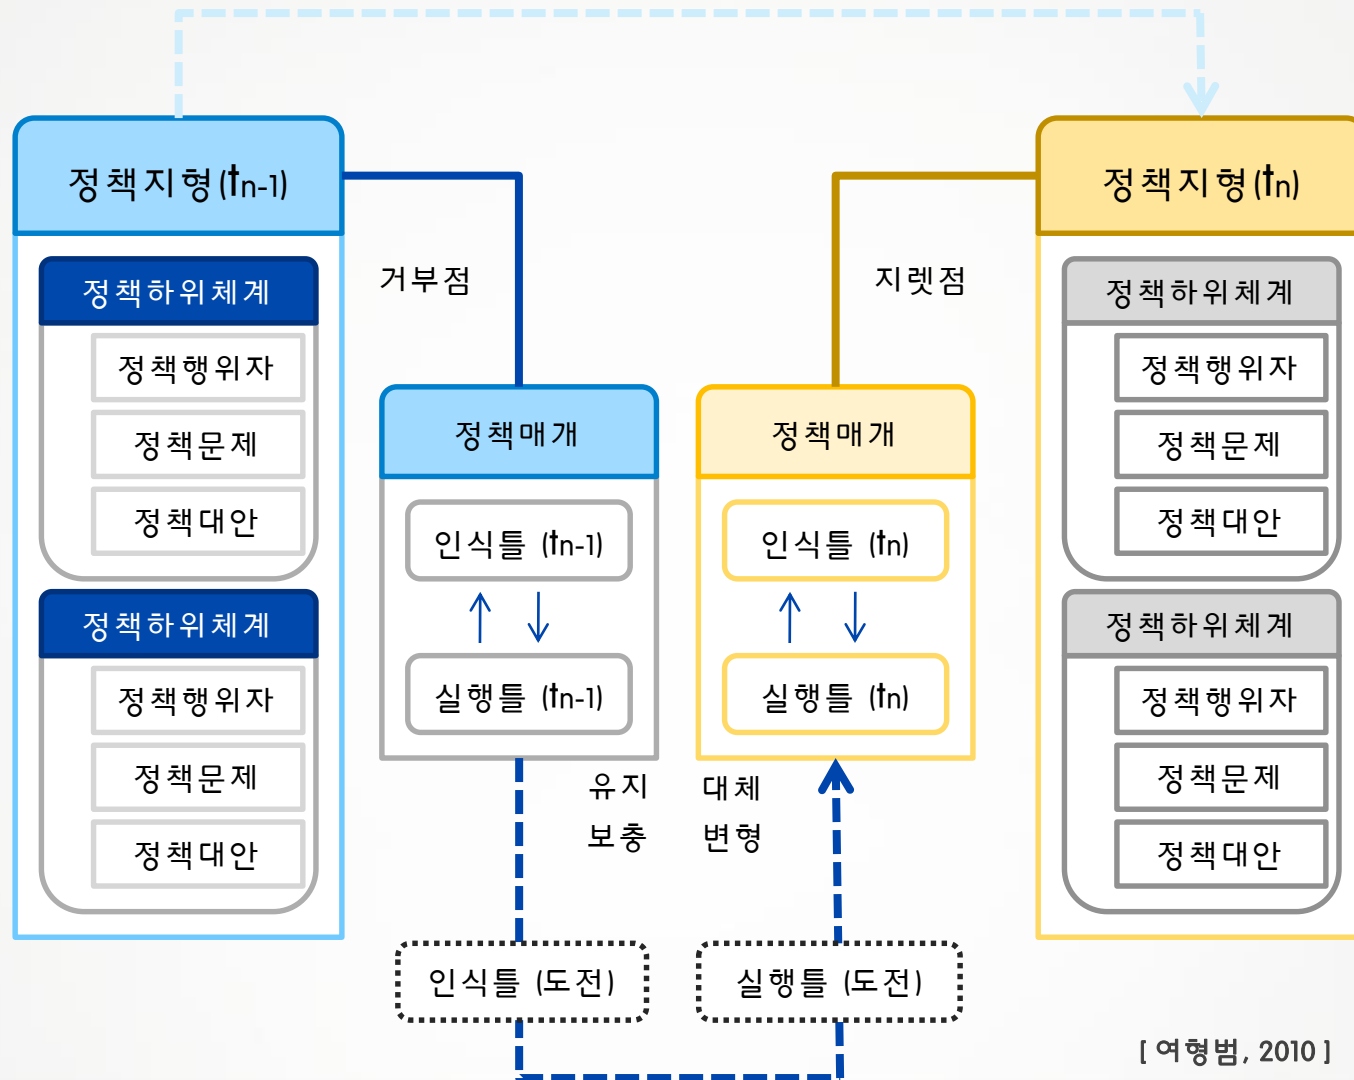 정책지형(tn-1)
정책하위체계
정책행위자
정책문제
정책대안
정책하위체계
정책행위자
정책문제
정책대안
거부점
정책매개
인식틀 (tn-1)
실행틀 (tn-1)
유지
보충
인식틀 (도전)
지렛점
정책매개
인식틀 (tn)
실행틀 (tn)
대체
변형
실행틀 (도전)
정책지형(tn)
정책하위체계
정책행위자
정책문제
정책대안
정책하위체계
정책행위자
정책문제
정책대안
[ 여형범, 2010 ]